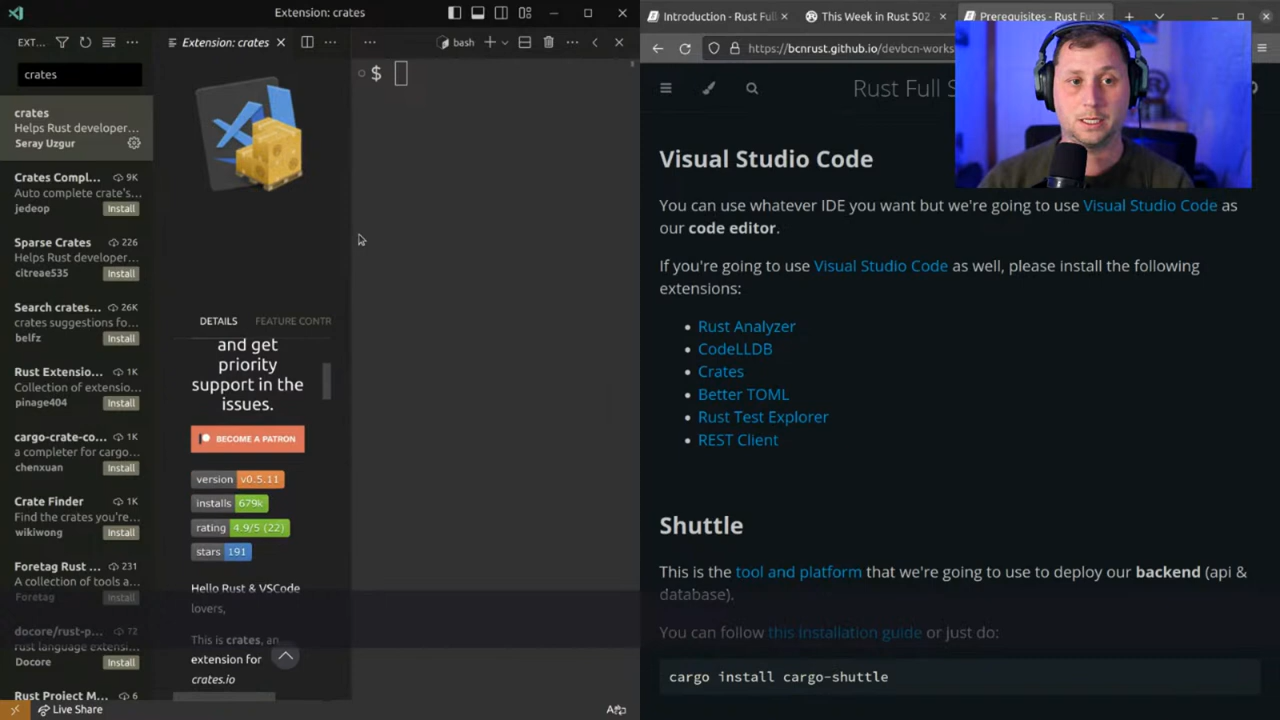 Extension: crates
EXT...
crates
crates
Helps Rust developer...
Seray Uzgur
Crates Compl... 9K
Auto complete crate's...
jedeop Install
Sparse Crates 226
Helps Rust developer...
citreae535 Install
Search crates... 26K
crates suggestions fo...
belfz Install
Rust Extensio... 1K
Collection of extensio...
pinage404 Install
cargo-crate-co... 1K
a completer for cargo...
chenxuan Install
Crate Finder 1K
Find the crates you're...
wikiwong Install
Foretag Rust ... 231
A collection of tools a...
Foretag Install
docore/rust-p... 72
rust language extensi...
Docore Install
Rust Project M... 6
Live Share
Extension: crates
DETAILS FEATURE CONTR
and get
priority
support in the
issues.
BECOME A PATRON
version v0.5.11
installs 679k
rating 4.9/5 (22)
stars 191
Hello Rust & VSCode
lovers,
This is crates, an
extension for
crates.io
bash
$
Introduction - Rust Ful
This Week in Rust 502
Prerequisites - Rust Fu
https://bcnrust.github.io/devbcn-works
Rust Full S
Visual Studio Code
You can use whatever IDE you want but we're going to use Visual Studio Code as
our code editor.
If you're going to use Visual Studio Code as well, please install the following
extensions:
Rust Analyzer
CodeLLDB
Crates
Better TOML
Rust Test Explorer
REST Client
Shuttle
This is the tool and platform that we're going to use to deploy our backend (api &
database).
You can follow this installation guide or just do:
cargo install cargo-shuttle